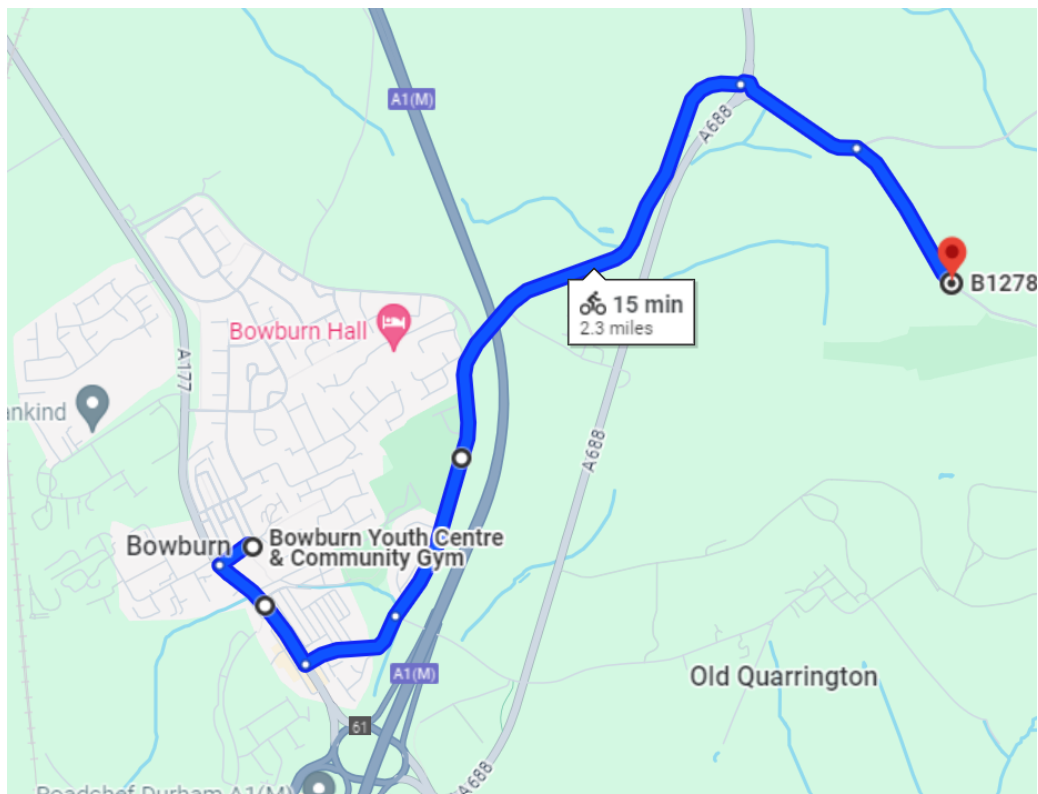 A1(M)
A688
B1278
15 min
2.3 miles
Bowburn Hall
A177
ankind
A688
Bowburn
Bowburn Youth Centre
& Community Gym
A1(M)
Old Quarrington
61
A688
Roadchef Durham A1(M)